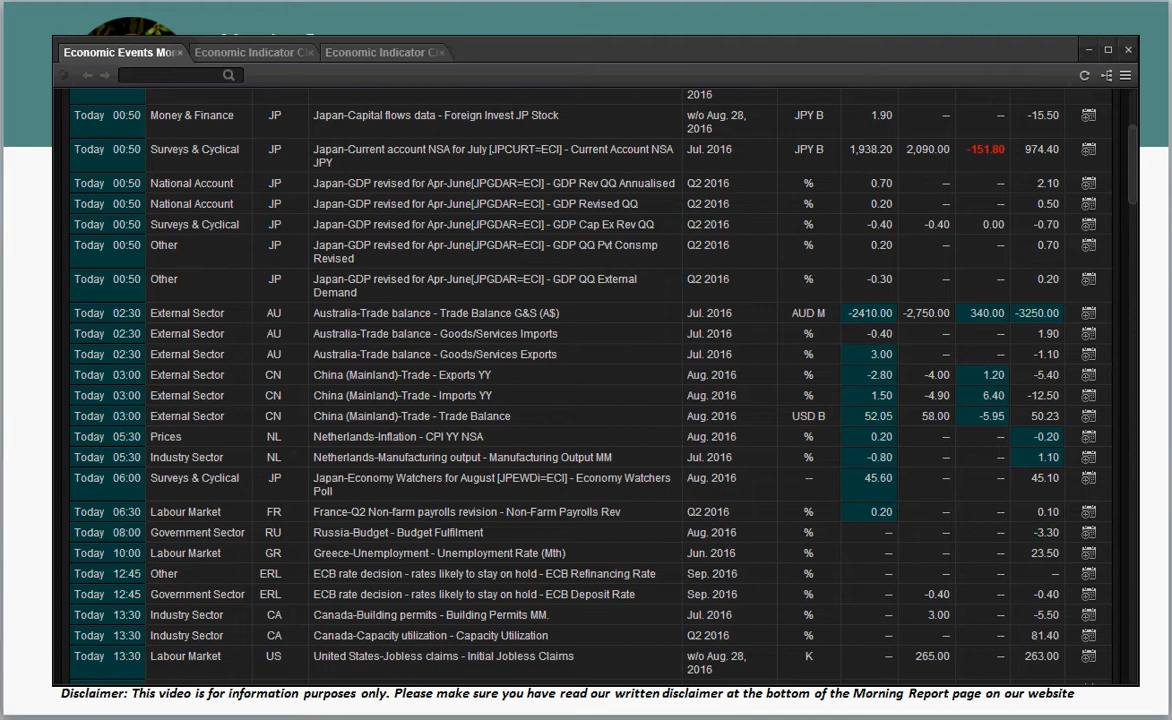 Economic Events Mor
Economic Indicator C
Economic Indicator C
2016
Today 00:50 Money & Finance JP Japan-Capital flows data - Foreign Invest JP Stock w/o Aug. 28, JPY B 1.90 -- -- -15.50
2016
Today 00:50 Surveys & Cyclical JP Japan-Current account NSA for July [JPCURT=ECI] - Current Account NSA Jul. 2016 JPY B 1,938.20 2,090.00 -151.80 974.40
JPY
Today 00:50 National Account JP Japan-GDP revised for Apr-June[JPGDAR=ECI] - GDP Rev QQ Annualised Q2 2016 % 0.70 -- -- 2.10
Today 00:50 National Account JP Japan-GDP revised for Apr-June[JPGDAR=ECI] - GDP Revised QQ Q2 2016 % 0.20 -- -- 0.50
Today 00:50 Surveys & Cyclical JP Japan-GDP revised for Apr-June[JPGDAR=ECI] - GDP Cap Ex Rev QQ Q2 2016 % -0.40 -0.40 0.00 -0.70
Today 00:50 Other JP Japan-GDP revised for Apr-June[JPGDAR=ECI] - GDP QQ Pvt Consmp Q2 2016 % 0.20 -- -- 0.70
Revised
Today 00:50 Other JP Japan-GDP revised for Apr-June[JPGDAR=ECI] - GDP QQ External Q2 2016 % -0.30 -- -- 0.20
Demand
Today 02:30 External Sector AU Australia-Trade balance - Trade Balance G&S (A$) Jul. 2016 AUD M -2410.00 -2,750.00 340.00 -3250.00
Today 02:30 External Sector AU Australia-Trade balance - Goods/Services Imports Jul. 2016 % -0.40 -- -- 1.90
Today 02:30 External Sector AU Australia-Trade balance - Goods/Services Exports Jul. 2016 % 3.00 -- -- -1.10
Today 03:00 External Sector CN China (Mainland)-Trade - Exports YY Aug. 2016 % -2.80 -4.00 1.20 -5.40
Today 03:00 External Sector CN China (Mainland)-Trade - Imports YY Aug. 2016 % 1.50 -4.90 6.40 -12.50
Today 03:00 External Sector CN China (Mainland)-Trade - Trade Balance Aug. 2016 USD B 52.05 58.00 -5.95 50.23
Today 05:30 Prices NL Netherlands-Inflation - CPI YY NSA Aug. 2016 % 0.20 -- -- -0.20
Today 05:30 Industry Sector NL Netherlands-Manufacturing output - Manufacturing Output MM Jul. 2016 % -0.80 -- -- 1.10
Today 06:00 Surveys & Cyclical JP Japan-Economy Watchers for August [JPEWDI=ECI] - Economy Watchers Aug. 2016 -- 45.60 -- -- 45.10
Poll
Today 06:30 Labour Market FR France-Q2 Non-farm payrolls revision - Non-Farm Payrolls Rev Q2 2016 % 0.20 -- -- 0.10
Today 08:00 Government Sector RU Russia-Budget - Budget Fulfilment Aug. 2016 % -- -- -- -3.30
Today 10:00 Labour Market GR Greece-Unemployment - Unemployment Rate (Mth) Jun. 2016 % -- -- -- 23.50
Today 12:45 Other ERL ECB rate decision - rates likely to stay on hold - ECB Refinancing Rate Sep. 2016 % -- -- -- --
Today 12:45 Government Sector ERL ECB rate decision - rates likely to stay on hold - ECB Deposit Rate Sep. 2016 % -- -0.40 -- -0.40
Today 13:30 Industry Sector CA Canada-Building permits - Building Permits MM. Jul. 2016 % -- 3.00 -- -5.50
Today 13:30 Industry Sector CA Canada-Capacity utilization - Capacity Utilization Q2 2016 % -- -- -- 81.40
Today 13:30 Labour Market US United States-Jobless claims - Initial Jobless Claims w/o Aug. 28, K -- 265.00 -- 263.00
2016
Disclaimer: This video is for information purposes only. Please make sure you have read our written disclaimer at the bottom of the Morning Report page on our website